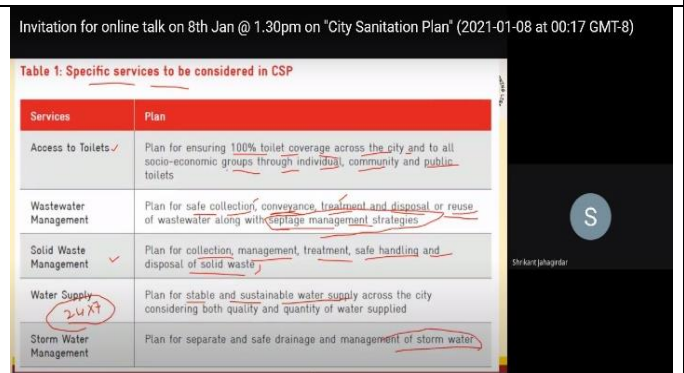 Invitation for online talk on 8th Jan @ 1.30pm on "City Sanitation Plan" (2021-01-08 at 00:17 GMT-8)
Table 1: Specific services to be considered in CSP
Services Plan
Access to Toilets Plan for ensuring 100% toilet coverage across the city and to all
socio-economic groups through individual, community and public
toilets
Wastewater Plan for safe collection, conveyance, treatment and disposal or reuse
Management of wastewater along with septage management strategies
Solid Waste Plan for collection, management, treatment, safe handling and
Management disposal of solid waste
Water Supply Plan for stable and sustainable water supply across the city
24x7 considering both quality and quantity of water supplied
Storm Water Plan for separate and safe drainage and management of storm water
Management
S
Shrikant Jahagirdar